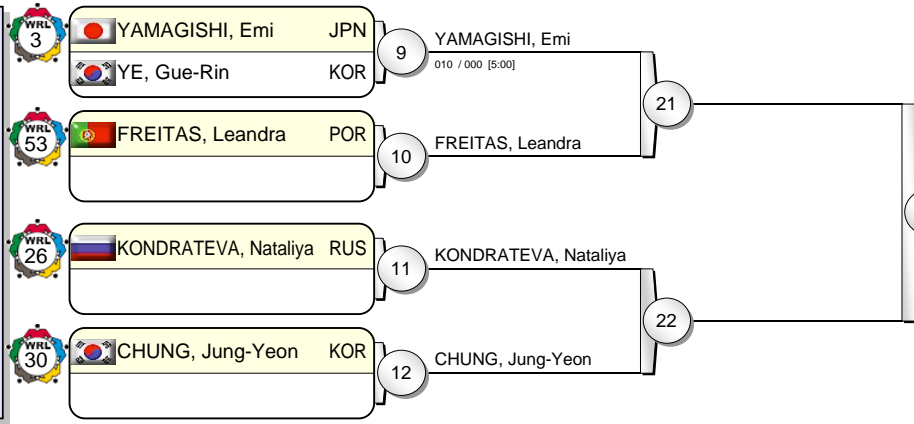 WRL
3
YAMAGISHI, Emi JPN
YE, Gue-Rin KOR
9
YAMAGISHI, Emi
010 / 000 [5:00]
21
WRL
53
FREITAS, Leandra POR
10
FREITAS, Leandra
WRL
26
KONDRATEVA, Nataliya RUS
11
KONDRATEVA, Nataliya
22
WRL
30
CHUNG, Jung-Yeon KOR
12
CHUNG, Jung-Yeon